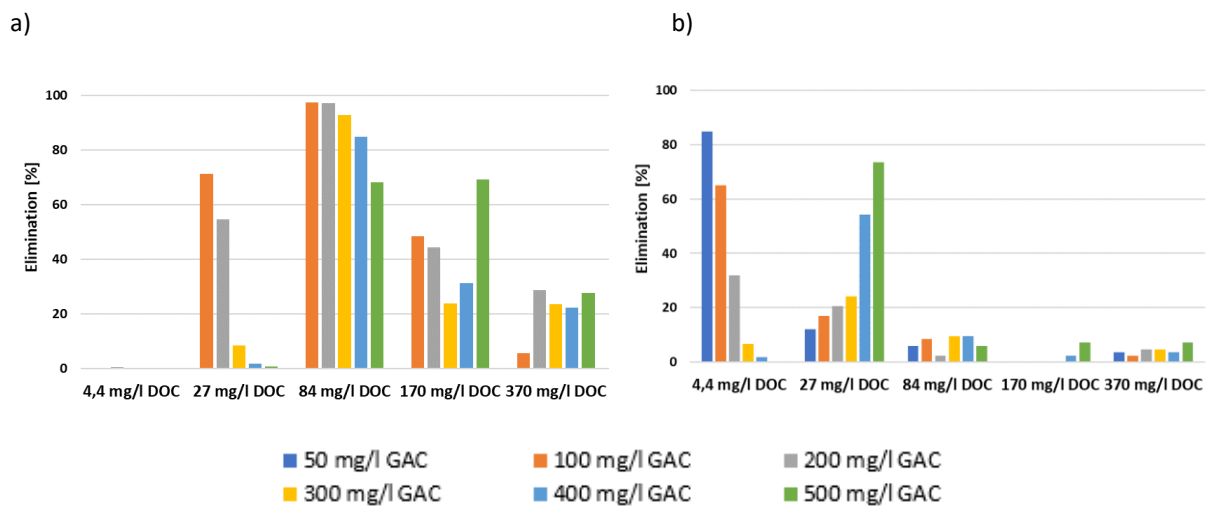 a)
b)
Elimination [%]
100
80
60
40
20
0
4,4 mg/l DOC 27 mg/l DOC 84 mg/l DOC 170 mg/l DOC 370 mg/l DOC
Elimination [%]
100
80
60
40
20
0
4,4 mg/l DOC 27 mg/l DOC 84 mg/l DOC 170 mg/l DOC 370 mg/l DOC
50 mg/l GAC 100 mg/l GAC 200 mg/l GAC
300 mg/l GAC 400 mg/l GAC 500 mg/l GAC